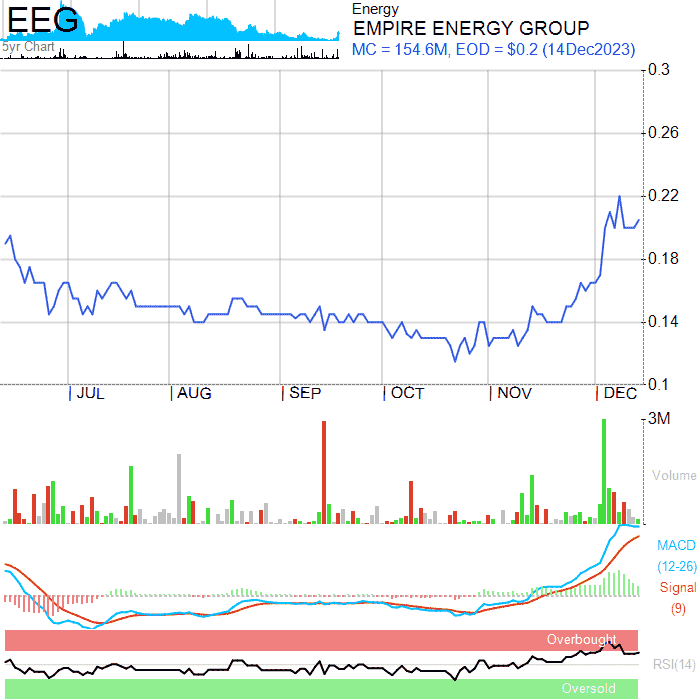 EEG
5yr Chart
Energy
EMPIRE ENERGY GROUP
MC = 154.6M, EOD = $0.2 (14Dec2023)
0.3
0.26
0.22
0.18
0.14
0.1
JUL AUG SEP OCT NOV DEC
3M
Volume
MACD
(12-26)
Signal
(9)
Overbought
RSI(14)
Oversold